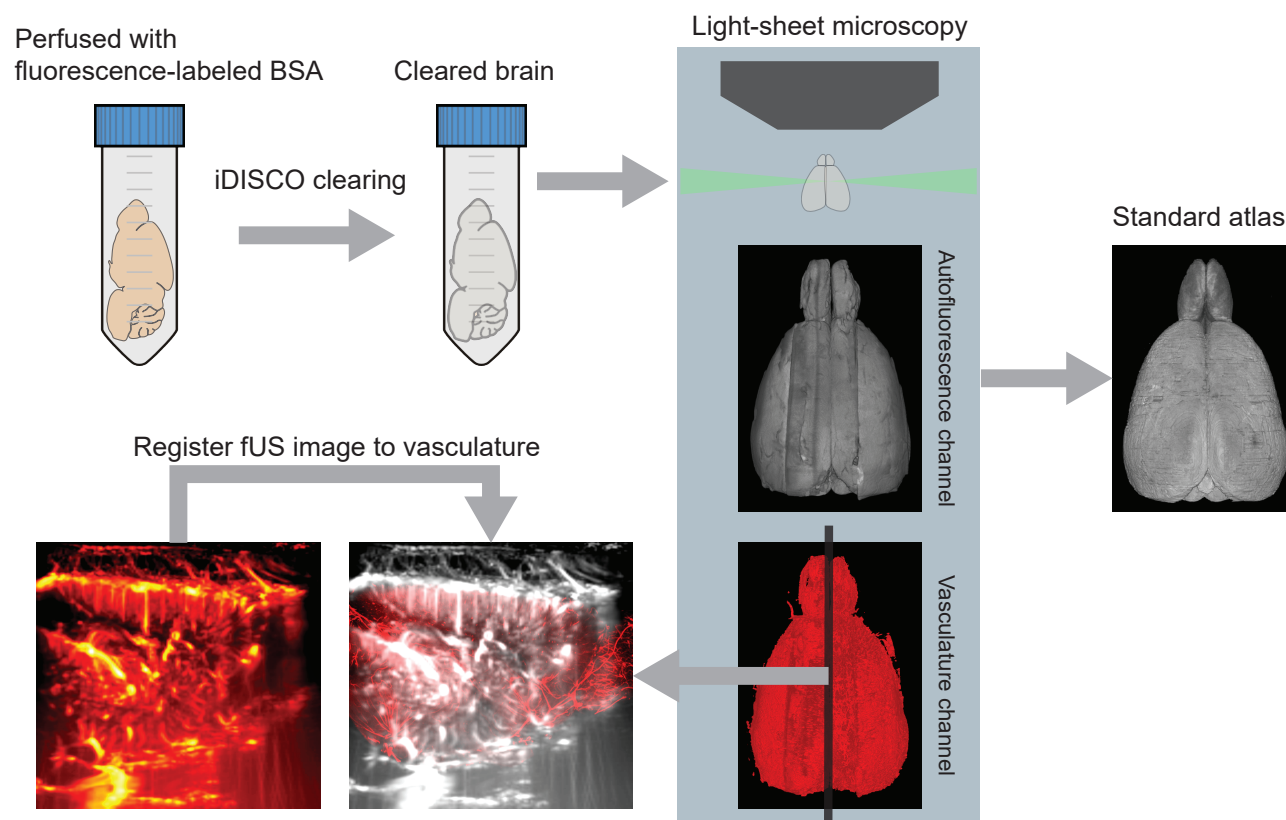 Perfused with
fluorescence-labeled BSA
Cleared brain
Light-sheet microscopy
iDISCO clearing
Standard atlas
Autofluorescence channel
Register fUS image to vasculature
Vasculature channel